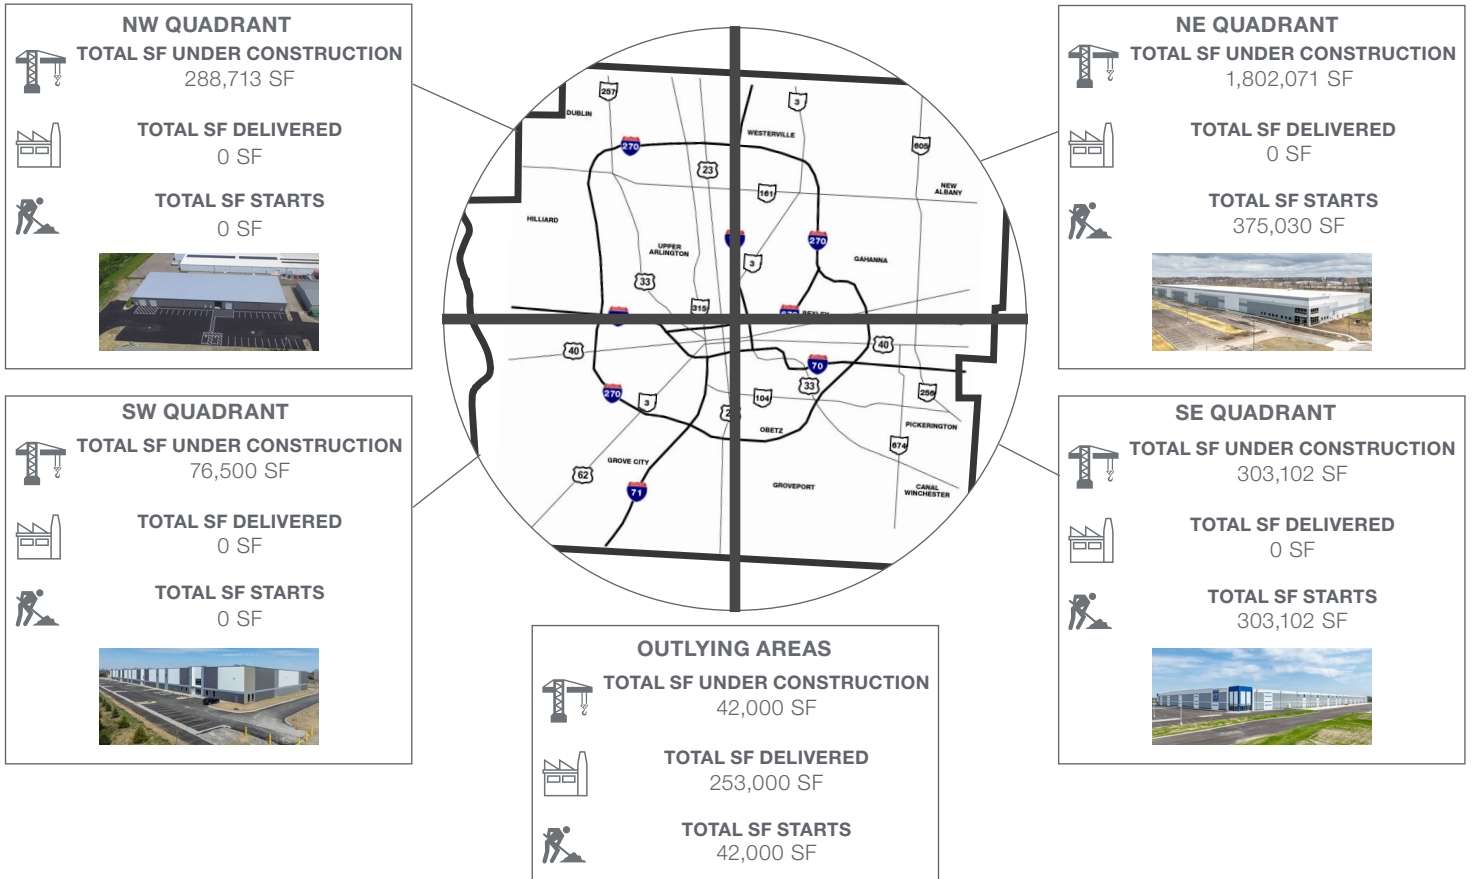 NW QUADRANT
TOTAL SF UNDER CONSTRUCTION
288,713 SF
TOTAL SF DELIVERED
0 SF
TOTAL SF STARTS
0 SF
NE QUADRANT
TOTAL SF UNDER CONSTRUCTION
1,802,071 SF
TOTAL SF DELIVERED
0 SF
TOTAL SF STARTS
375,030 SF
257
3
DUBLIN
WESTERVILLE
270
605
23
161
NEW
ALBANY
HILLIARD
UPPER
ARLINGTON
270
3
GAHANNA
33
315
40
40
70
270
3
104
33
256
OBETZ
PICKERINGTON
674
GROVE CITY
62
71
GROVEPORT
CANAL
WINCHESTER
SW QUADRANT
TOTAL SF UNDER CONSTRUCTION
76,500 SF
TOTAL SF DELIVERED
0 SF
TOTAL SF STARTS
0 SF
SE QUADRANT
TOTAL SF UNDER CONSTRUCTION
303,102 SF
TOTAL SF DELIVERED
0 SF
TOTAL SF STARTS
303,102 SF
OUTLYING AREAS
TOTAL SF UNDER CONSTRUCTION
42,000 SF
TOTAL SF DELIVERED
253,000 SF
TOTAL SF STARTS
42,000 SF